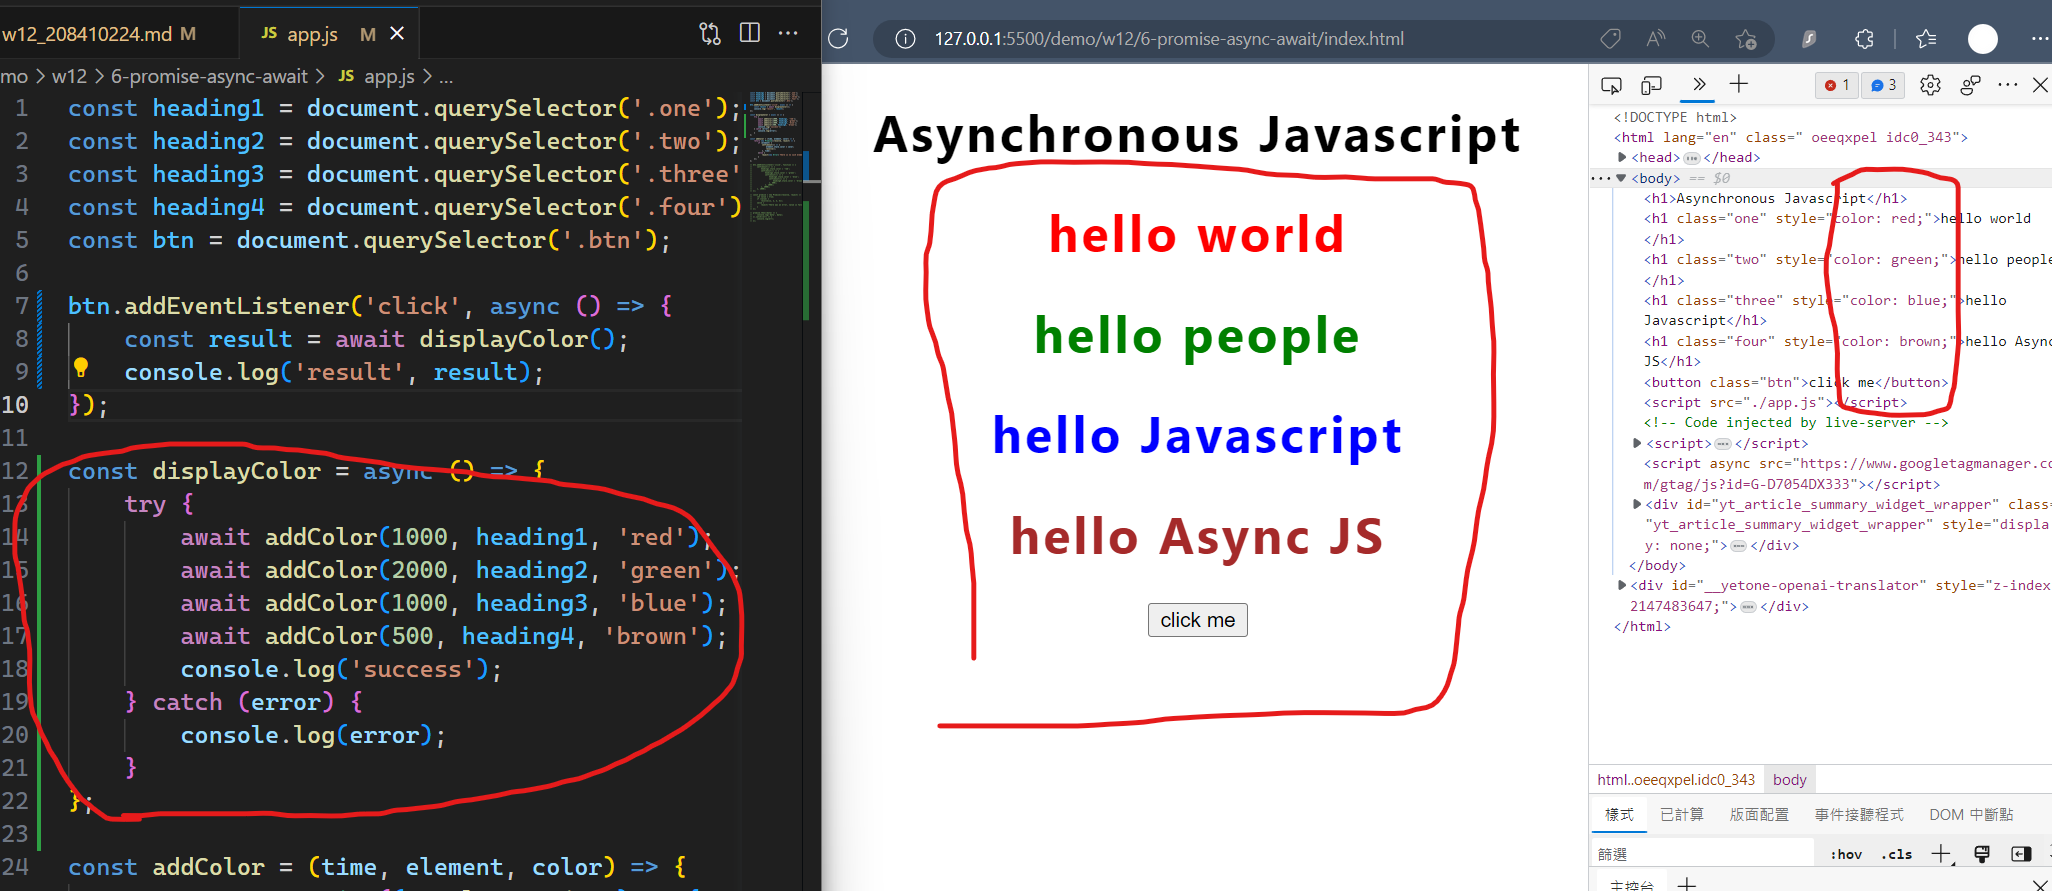 w12_208410224.md M
JS app.js M
mo > w12 > 6-promise-async-await > JS app.js > ...
1 const heading1 = document.querySelector('.one');
2 const heading2 = document.querySelector('.two');
3 const heading3 = document.querySelector('.three'
4 const heading4 = document.querySelector('.four')
5 const btn = document.querySelector('.btn');
6
7 btn.addEventListener('click', async () => {
8 const result = await displayColor();
9 console.log('result', result);
10 });
11
12 const displayColor = async () => {
13 try {
14 await addColor(1000, heading1, 'red');
15 await addColor(2000, heading2, 'green');
16 await addColor(1000, heading3, 'blue');
17 await addColor(500, heading4, 'brown');
18 console.log('success');
19 } catch (error) {
20 console.log(error);
21 }
22 };
23
24 const addColor = (time, element, color) => {
127.0.0.1:5500/demo/w12/6-promise-async-await/index.html
Asynchronous Javascript
hello world
hello people
hello Javascript
hello Async JS
click me
1 3
<!DOCTYPE html>
<html lang="en" class=" oeeqxpel idc0_343">
<head>…</head>
<body> == $0
<h1>Asynchronous Javascript</h1>
<h1 class="one" style="color: red;">hello world
</h1>
<h1 class="two" style="color: green;">hello people
</h1>
<h1 class="three" style="color: blue;">hello
Javascript</h1>
<h1 class="four" style="color: brown;">hello Async
JS</h1>
<button class="btn">click me</button>
<script src="./app.js"></script>
<!-- Code injected by live-server -->
<script>…</script>
<script async src="https://www.googletagmanager.co
m/gtag/js?id=G-D7054DX333"></script>
<div id="yt_article_summary_widget_wrapper" class=
"yt_article_summary_widget_wrapper" style="displa
y: none;">…</div>
</body>
<div id="__yetone-openai-translator" style="z-index
2147483647;">…</div>
</html>
html..oeeqxpel.idc0_343 body
樣式 已計算 版面配置 事件接聽程式 DOM 中斷點
篩選 :hov .cls
主控台